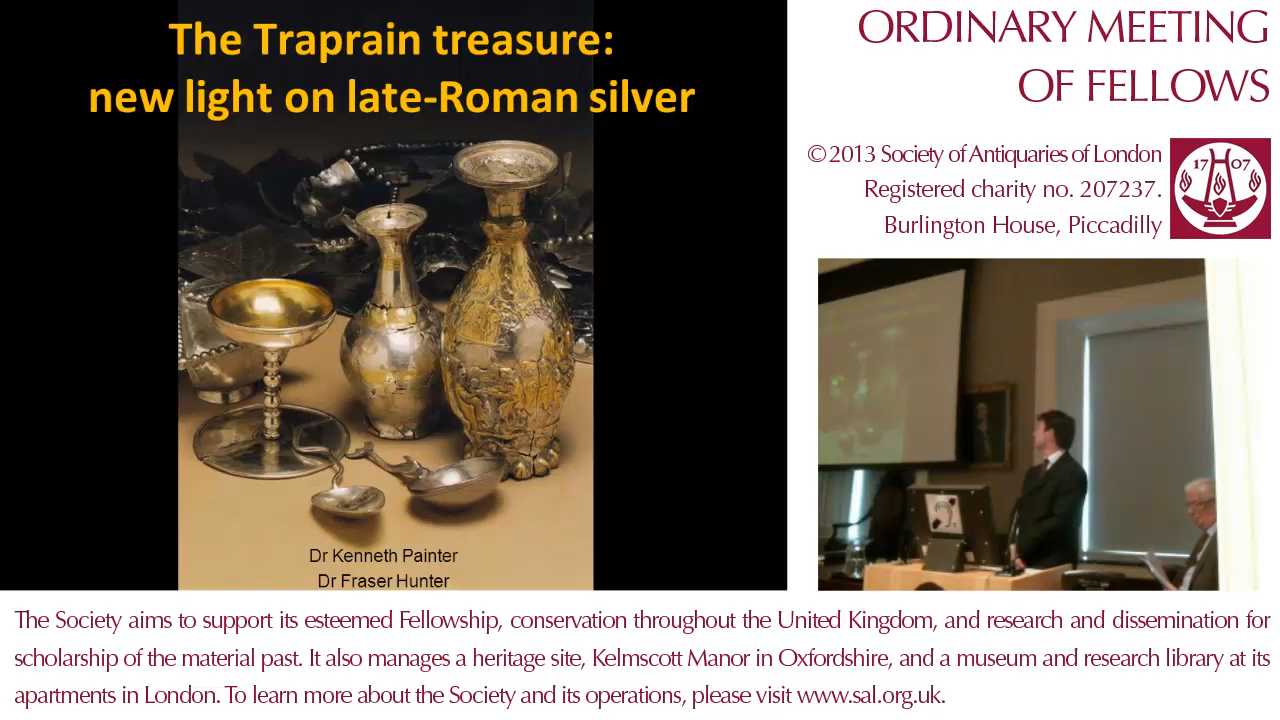 The Traprain treasure:
new light on late-Roman silver
Dr Kenneth Painter
Dr Fraser Hunter
ORDINARY MEETING
OF FELLOWS
© 2013 Society of Antiquaries of London
Registered charity no. 207237.
Burlington House, Piccadilly
17 07
The Society aims to support its esteemed Fellowship, conservation throughout the United Kingdom, and research and dissemination for
scholarship of the material past. It also manages a heritage site, Kelmscott Manor in Oxfordshire, and a museum and research library at its
apartments in London. To learn more about the Society and its operations, please visit www.sal.org.uk.